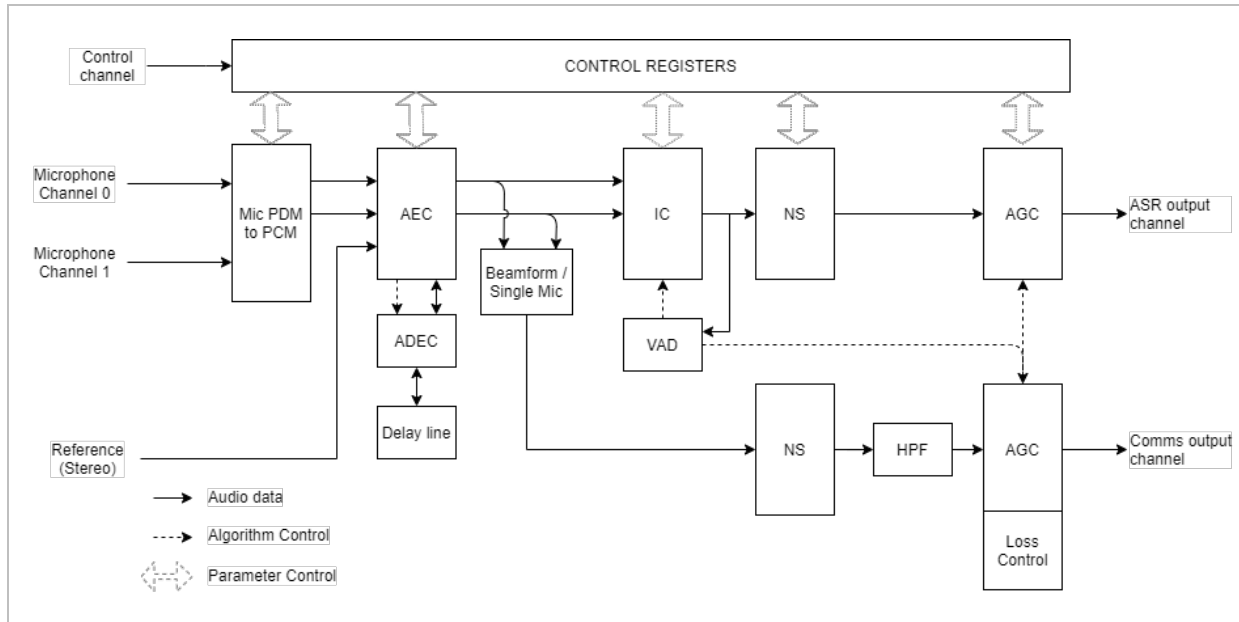 Control
channel
CONTROL REGISTERS
Microphone
Channel 0
Mic PDM
to PCM
AEC
IC
NS
AGC
ASR output
channel
Microphone
Channel 1
Beamform /
Single Mic
ADEC
VAD
Delay line
Reference
(Stereo)
NS
HPF
AGC
Comms output
channel
Loss
Control
Audio data
Algorithm Control
Parameter Control